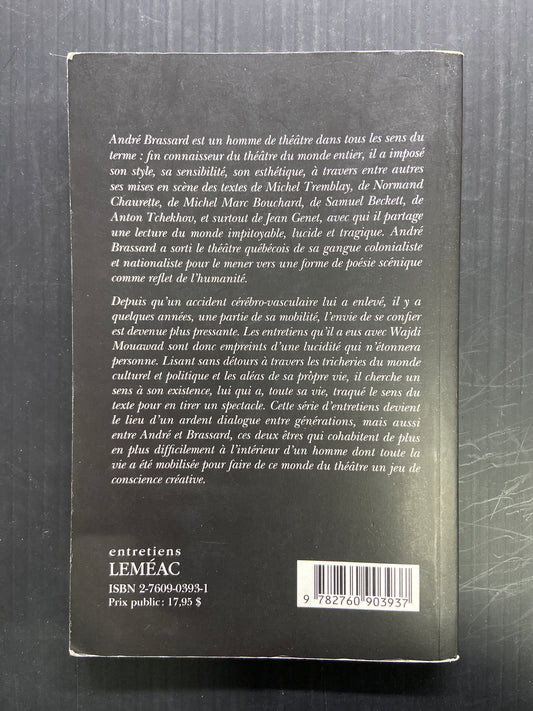 André Brassard est un homme de théâtre dans tous les sens du
terme : fin connaisseur du théâtre du monde entier, il a imposé
son style, sa sensibilité, son esthétique, à travers entre autres
ses mises en scène des textes de Michel Tremblay, de Normand
Chaurette, de Michel Marc Bouchard, de Samuel Beckett, de
Anton Tchekhov, et surtout de Jean Genet, avec qui il partage
une lecture du monde impitoyable, lucide et tragique. André
Brassard a sorti le théâtre québécois de sa gangue colonialiste
et nationaliste pour le mener vers une forme de poésie scénique
comme reflet de l'humanité.
Depuis qu'un accident cérébro-vasculaire lui a enlevé, il y a
quelques années, une partie de sa mobilité, l'envie de se confier
est devenue plus pressante. Les entretiens qu'il a eus avec Wajdi
Mouawad sont donc empreints d'une lucidité qui n'étonnera
personne. Lisant sans détours à travers les tricheries du monde
culturel et politique et les aléas de sa propre vie, il cherche un
sens à son existence, lui qui a, toute sa vie, traqué le sens du
texte pour en tirer un spectacle. Cette série d'entretiens devient
le lieu d'un ardent dialogue entre générations, mais aussi
entre André et Brassard, ces deux êtres qui cohabitent de plus
en plus difficilement à l'intérieur d'un homme dont toute la
vie a été mobilisée pour faire de ce monde du théâtre un jeu de
conscience créative.
entretiens
LEMÉAC
ISBN 2-7609-0393-1
Prix public : 17,95 $
9 782760 903937